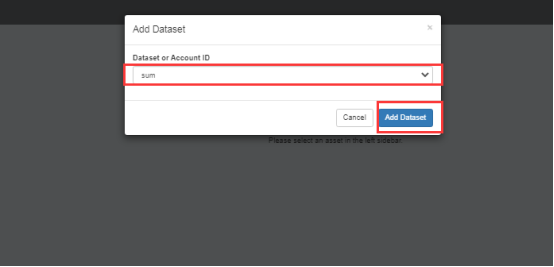 Add Dataset
x
Dataset or Account ID
sum
Cancel
Add Dataset
Please select an asset in the left sidebar.